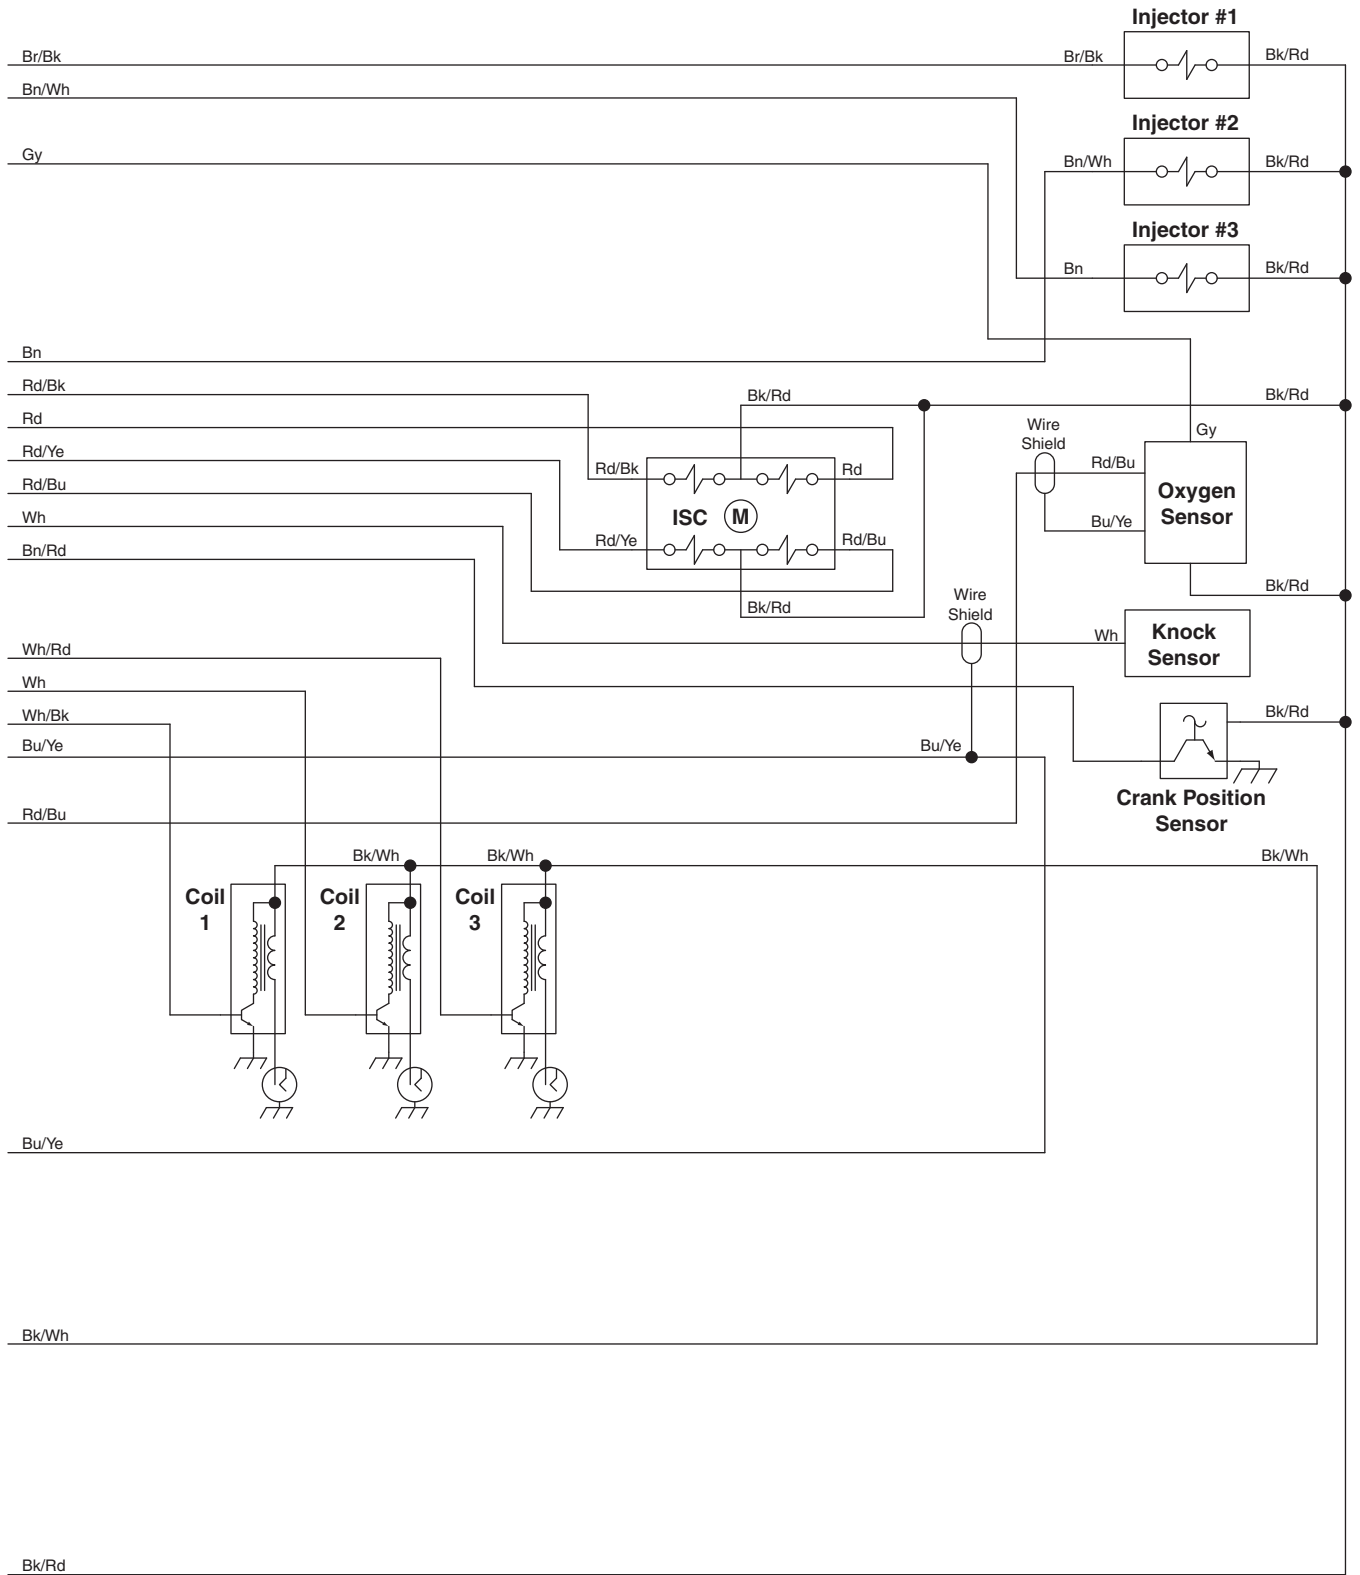 Injector #1
Br/Bk
Br/Bk
Bk/Rd
Bn/Wh
Injector #2
Gy
Bn/Wh
Bk/Rd
Injector #3
Bn
Bk/Rd
Bn
Rd/Bk
Bk/Rd
Bk/Rd
Rd
Wire
Shield
Gy
Rd/Ye
Rd/Bk
Rd
Rd/Bu
Rd/Bu
Oxygen
Sensor
ISC
M
Wh
Bu/Ye
Rd/Ye
Rd/Bu
Bn/Rd
Bk/Rd
Wire
Shield
Bk/Rd
Wh
Knock
Sensor
Wh/Rd
Wh
Wh/Bk
Bk/Rd
Bu/Ye
Bu/Ye
Crank Position
Sensor
Rd/Bu
Bk/Wh
Bk/Wh
Bk/Wh
Coil
1
Coil
2
Coil
3
Bu/Ye
Bk/Wh
Bk/Rd